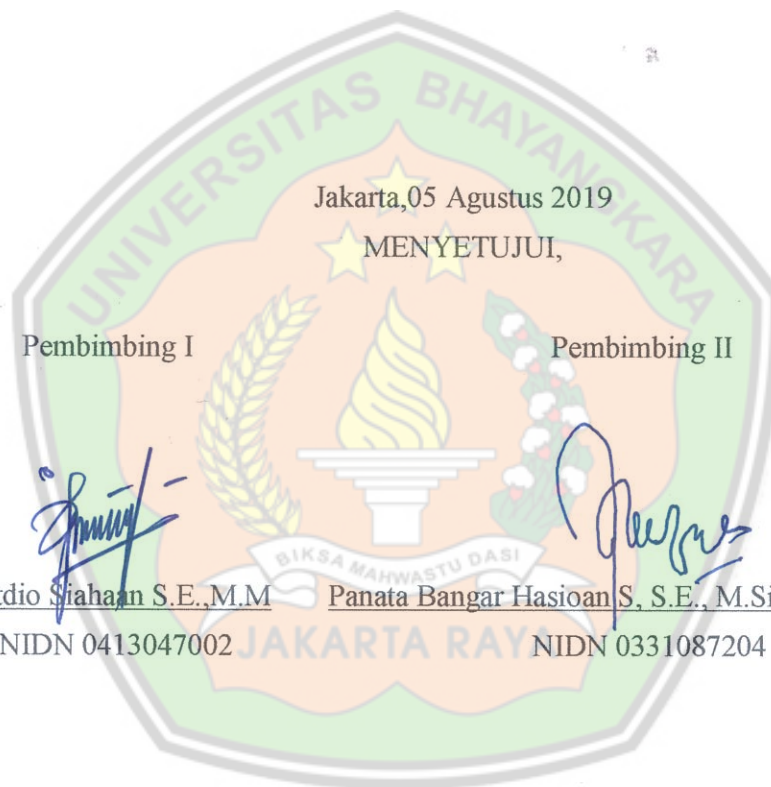 UNIVERSITAS BHAYANGKARA
Jakarta,05 Agustus 2019
MENYETUJUI,
Pembimbing I Pembimbing II
BIKSA MAHWASTU DASI
dio Siahaan S.E.,M.M Panata Bangar Hasioan S, S.E., M.Si
NIDN 0413047002 NIDN 0331087204
JAKARTA RAYA